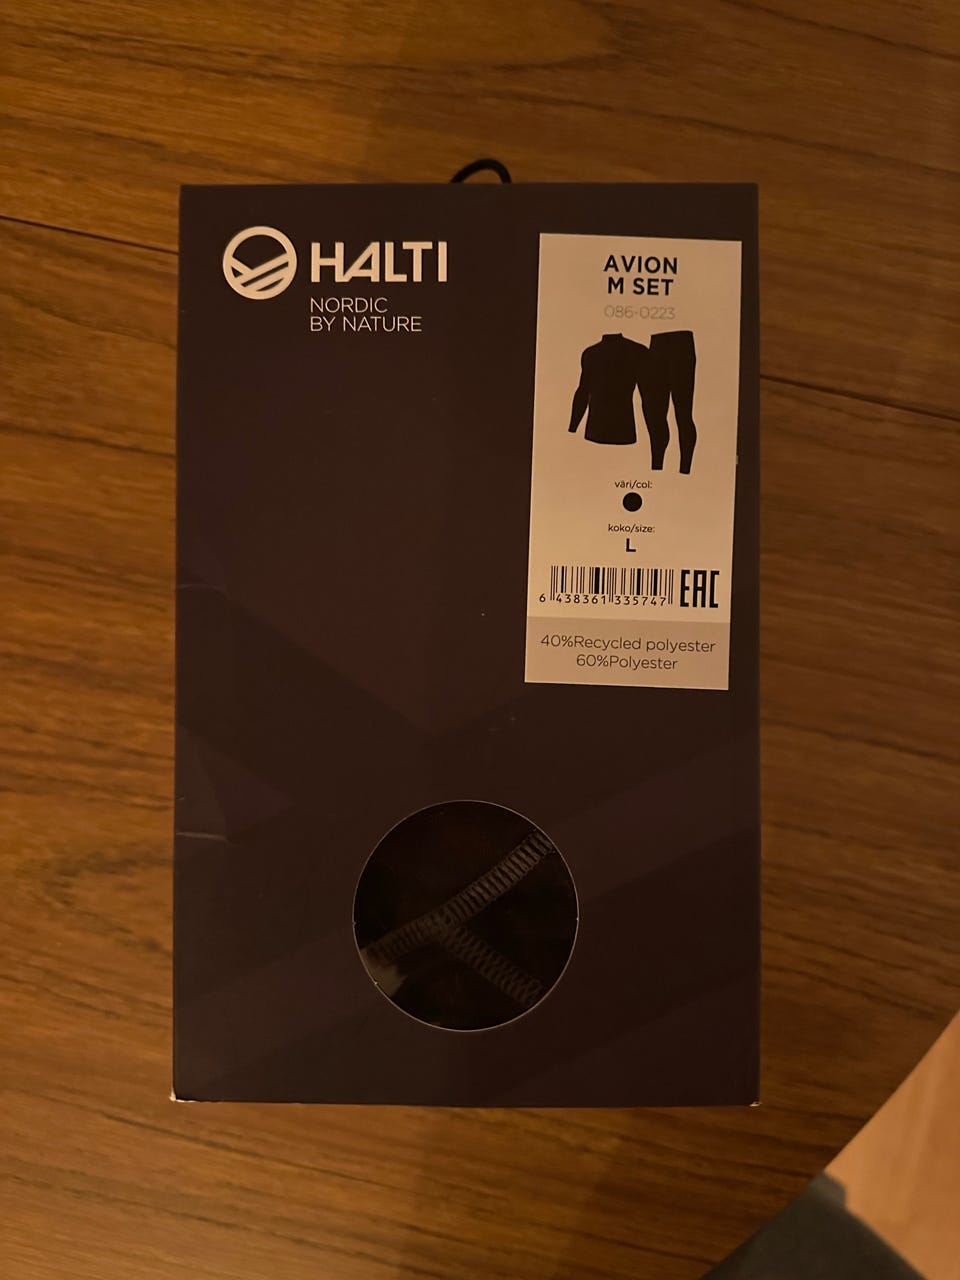 HALTI
NORDIC
BY NATURE
AVION
M SET
086-0223
väri/col:
koko/size:
L
6 438361 335747
EAC
40%Recycled polyester
60%Polyester